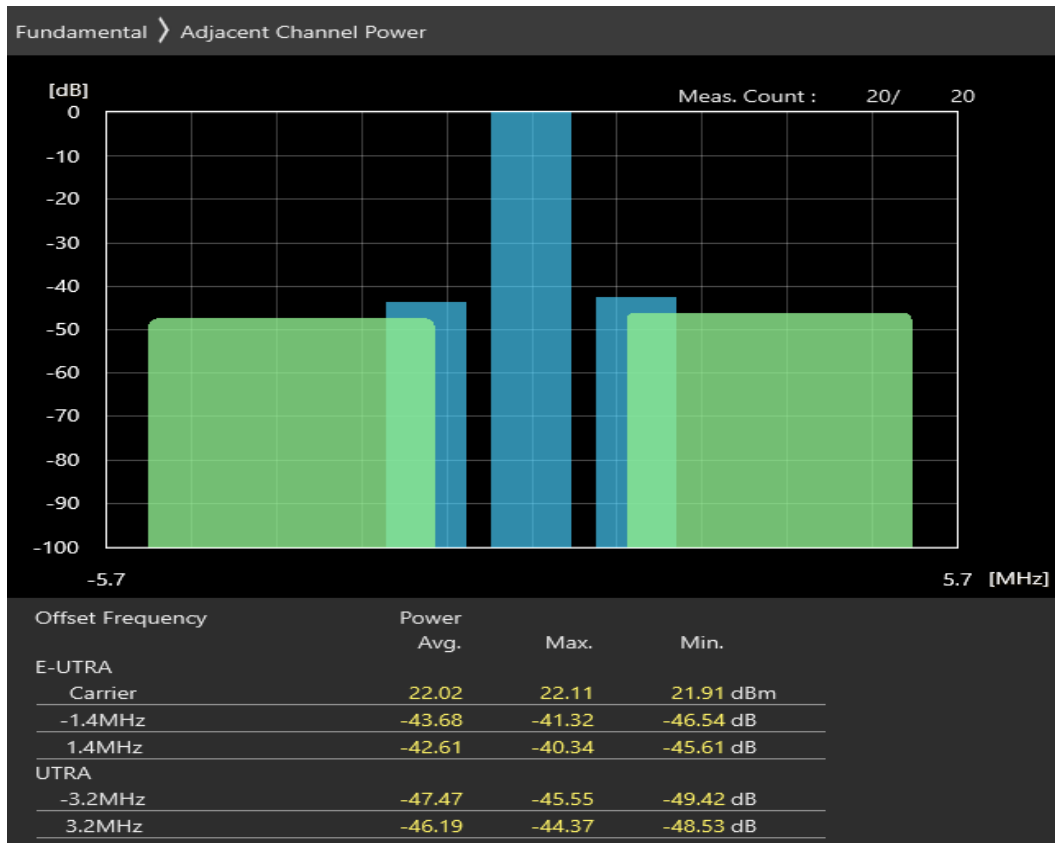 Fundamental 〉 Adjacent Channel Power
[dB]
Meas. Count : 20/ 20
0
-10
-20
-30
-40
-50
-60
-70
-80
-90
-100
-5.7 5.7 [MHz]
Offset Frequency Power
Avg. Max. Min.
E-UTRA
Carrier 22.02 22.11 21.91 dBm
-1.4MHz -43.68 -41.32 -46.54 dB
1.4MHz -42.61 -40.34 -45.61 dB
UTRA
-3.2MHz -47.47 -45.55 -49.42 dB
3.2MHz -46.19 -44.37 -48.53 dB